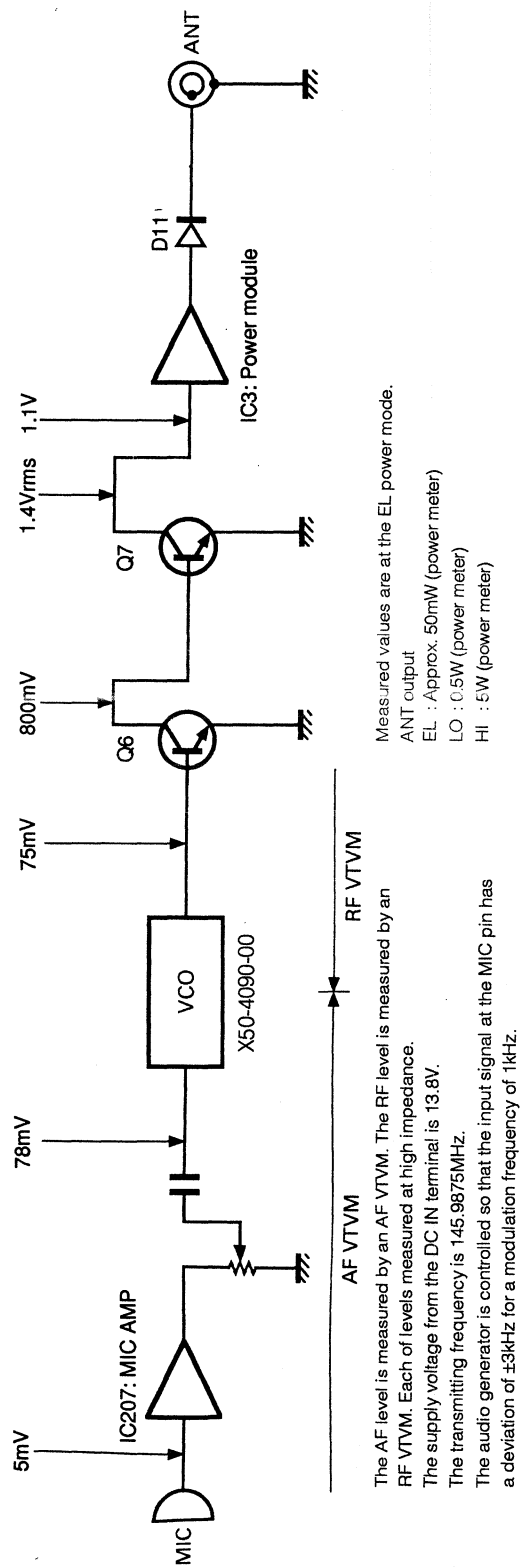 5mV
78mV
75mV
800mV
1.4Vrms
1.1V
MIC
IC207: MIC AMP
VCO
X50-4090-00
Q6
Q7
IC3: Power module
D11
ANT
AF VTVM
RF VTVM
The AF level is measured by an AF VTVM. The RF level is measured by an
RF VTVM. Each of levels measured at high impedance.
The supply voltage from the DC IN terminal is 13.8V.
The transmitting frequency is 145.9875MHz.
The audio generator is controlled so that the input signal at the MIC pin has
a deviation of ±3kHz for a modulation frequency of 1kHz.
Measured values are at the EL power mode.
ANT output
EL : Approx. 50mW (power meter)
LO : 0.5W (power meter)
HI : 5W (power meter)